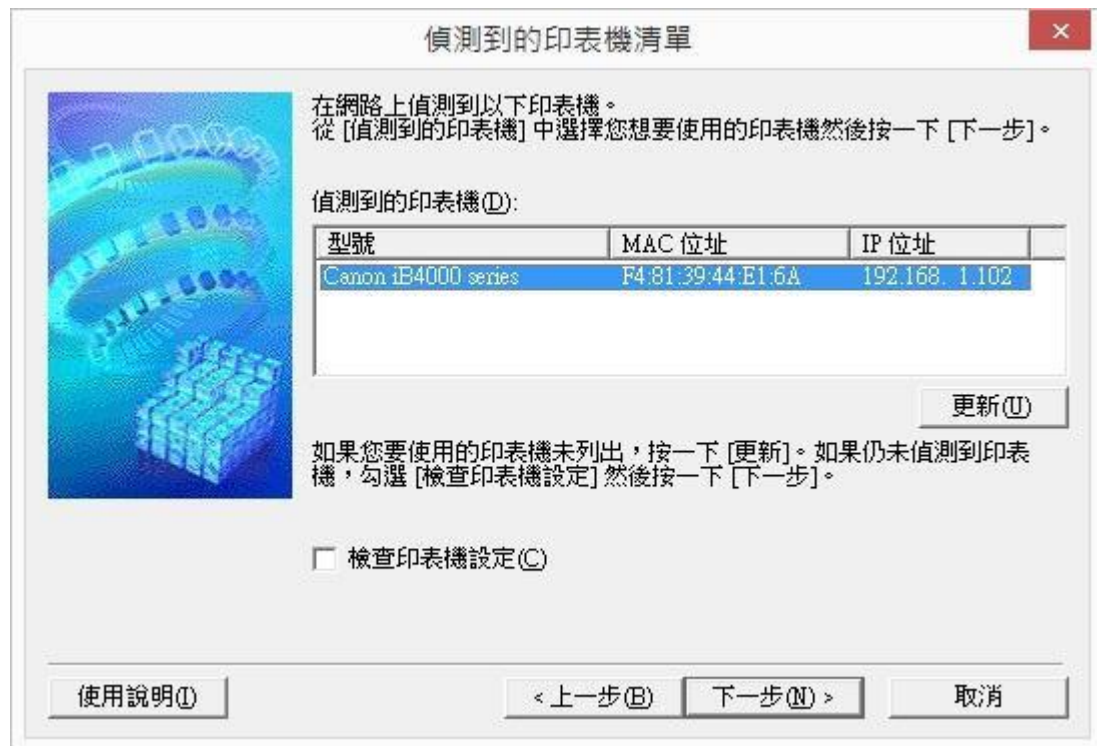 偵測到的印表機清單
在網路上偵測到以下印表機。
從 [偵測到的印表機] 中選擇您想要使用的印表機然後按一下 [下一步]。
偵測到的印表機(D):
型號 MAC 位址 IP 位址
Canon iB4000 series F4:81:39:44:E1:6A 192.168. 1.102
更新(U)
如果您要使用的印表機未列出，按一下 [更新]。如果仍未偵測到印表
機，勾選 [檢查印表機設定] 然後按一下 [下一步]。
檢查印表機設定(C)
使用說明(I) <上一步(B) 下一步(N) > 取消